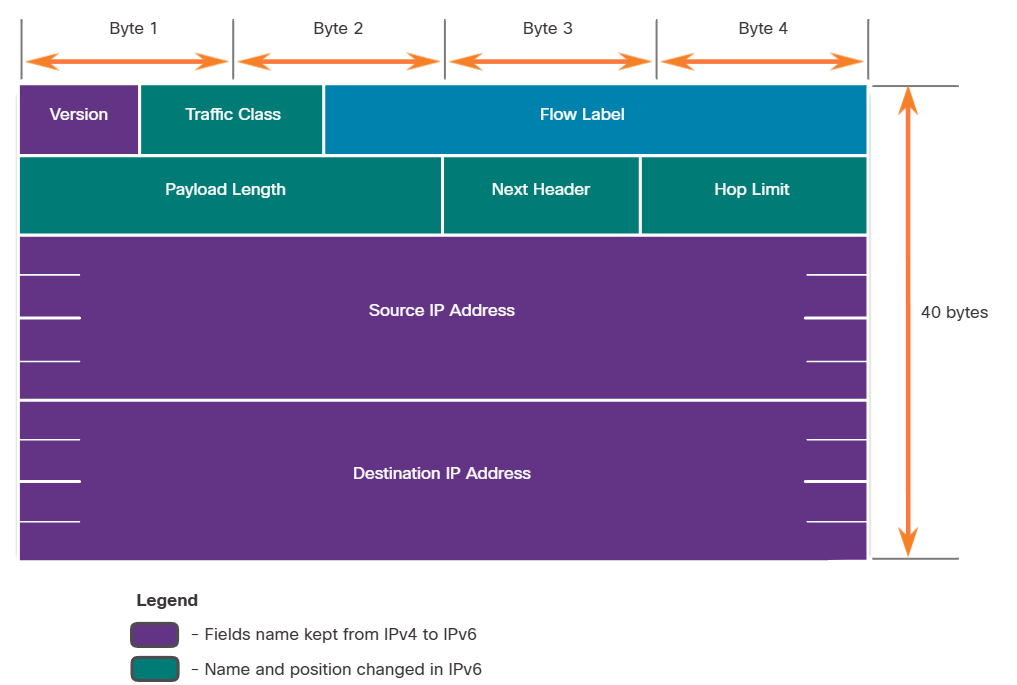 Byte 1 Byte 2 Byte 3 Byte 4
Version Traffic Class Flow Label
Payload Length Next Header Hop Limit
Source IP Address
40 bytes
Destination IP Address
Legend
- Fields name kept from IPv4 to IPv6
- Name and position changed in IPv6